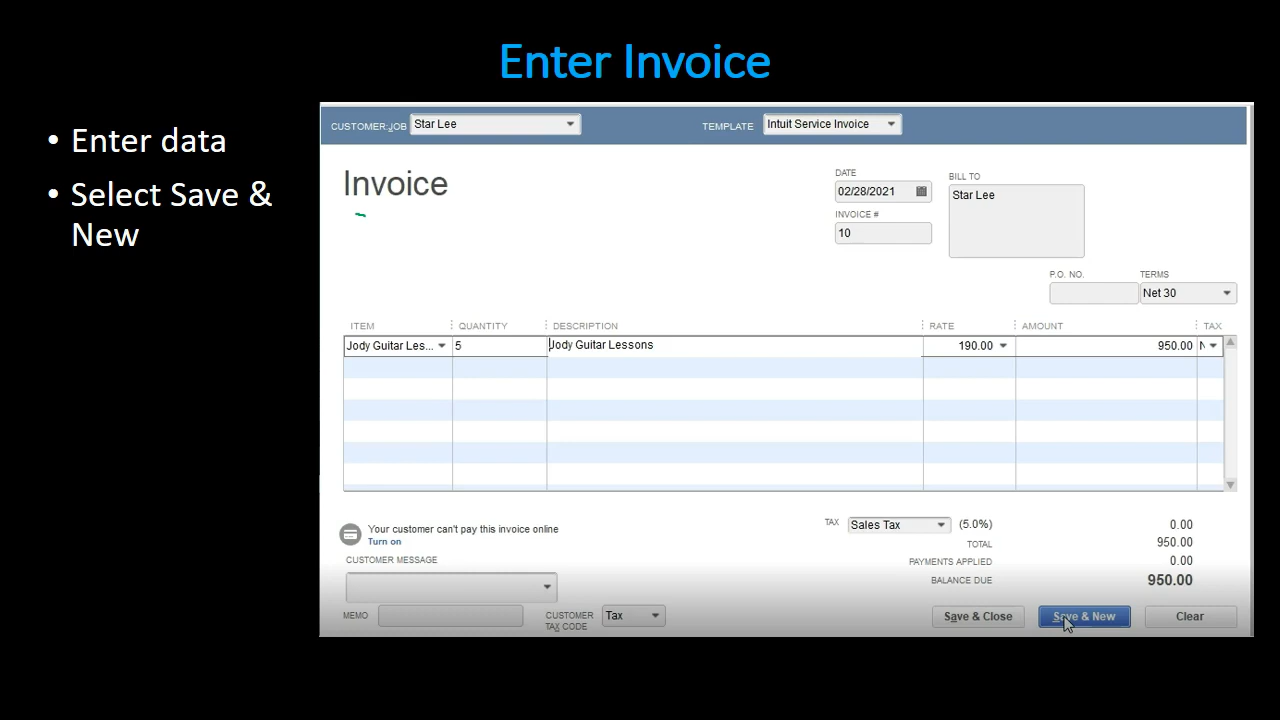 Enter Invoice
• Enter data
• Select Save &
New
CUSTOMER:JOB Star Lee TEMPLATE Intuit Service Invoice
Invoice
DATE
02/28/2021
INVOICE #
10
BILL TO
Star Lee
P.O. NO. TERMS
Net 30
ITEM QUANTITY DESCRIPTION RATE AMOUNT TAX
Jody Guitar Les... 5 Jody Guitar Lessons 190.00 950.00 N
Your customer can't pay this invoice online
Turn on
TAX Sales Tax (5.0%) 0.00
TOTAL 950.00
PAYMENTS APPLIED 0.00
BALANCE DUE 950.00
CUSTOMER MESSAGE
MEMO CUSTOMER
TAX CODE Tax
Save & Close Save & New Clear